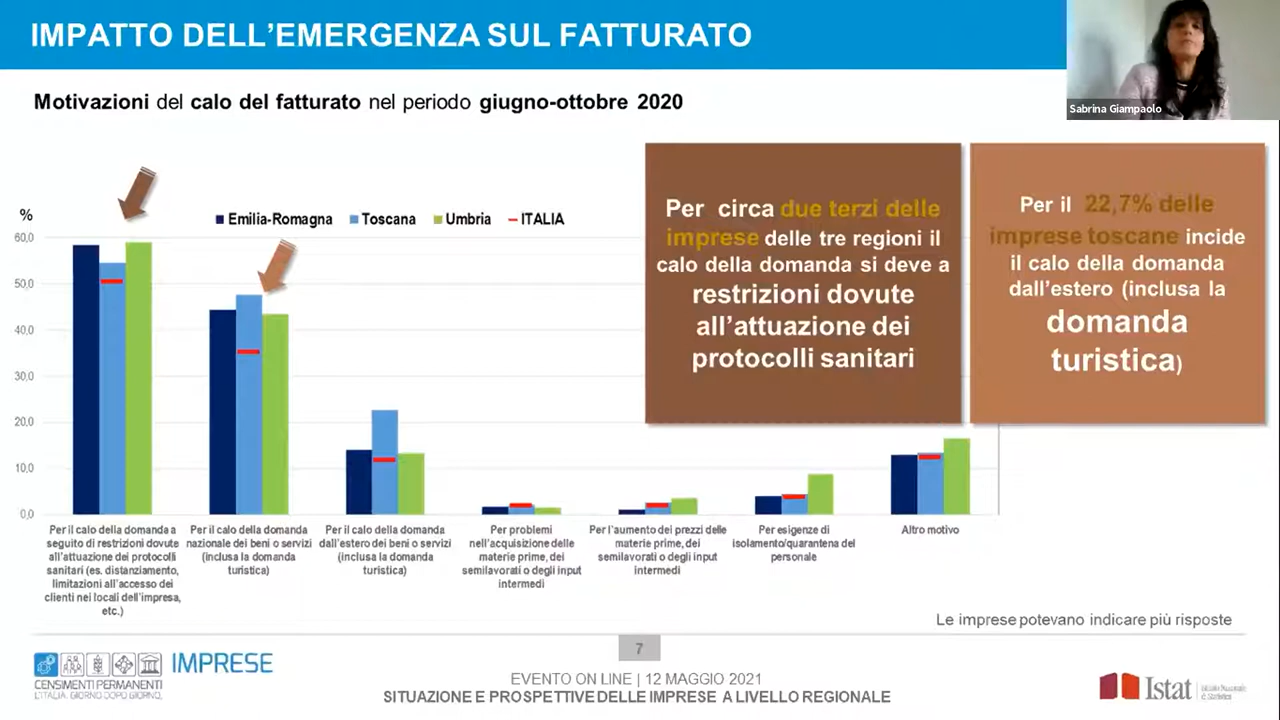 IMPATTO DELL'EMERGENZA SUL FATTURATO
Sabrina Giampaolo
Motivazioni del calo del fatturato nel periodo giugno-ottobre 2020
%
Emilia-Romagna Toscana Umbria ITALIA
60,0
50,0
40,0
30,0
20,0
10,0
0,0
Per circa due terzi delle
imprese delle tre regioni il
calo della domanda si deve a
restrizioni dovute
all'attuazione dei
protocolli sanitari
Per il 22,7% delle
imprese toscane incide
il calo della domanda
dall'estero (inclusa la
domanda
turistica)
Per il calo della domanda a
seguito di restrizioni dovute
all'attuazione dei protocolli
sanitari (es. distanziamento,
limitazioni all'accesso dei
clienti nei locali dell'impresa,
etc.)
Per il calo della domanda
nazionale dei beni o servizi
(inclusa la domanda
turistica)
Per il calo della domanda
dall'estero dei beni o servizi
(inclusa la domanda
turistica)
Per problemi
nell'acquisizione delle
materie prime, dei
semilavorati o degli input
intermedi
Per l'aumento dei prezzi delle
materie prime, dei
semilavorati o degli input
intermedi
Per esigenze di
isolamento/quarantena del
personale
Altro motivo
Le imprese potevano indicare più risposte
7
IMPRESE
CENSIMENTI PERMANENTI
L'ITALIA. GIORNO DOPO GIORNO.
EVENTO ON LINE | 12 MAGGIO 2021
SITUAZIONE E PROSPETTIVE DELLE IMPRESE A LIVELLO REGIONALE
Istat
Istituto Nazionale
di Statistica